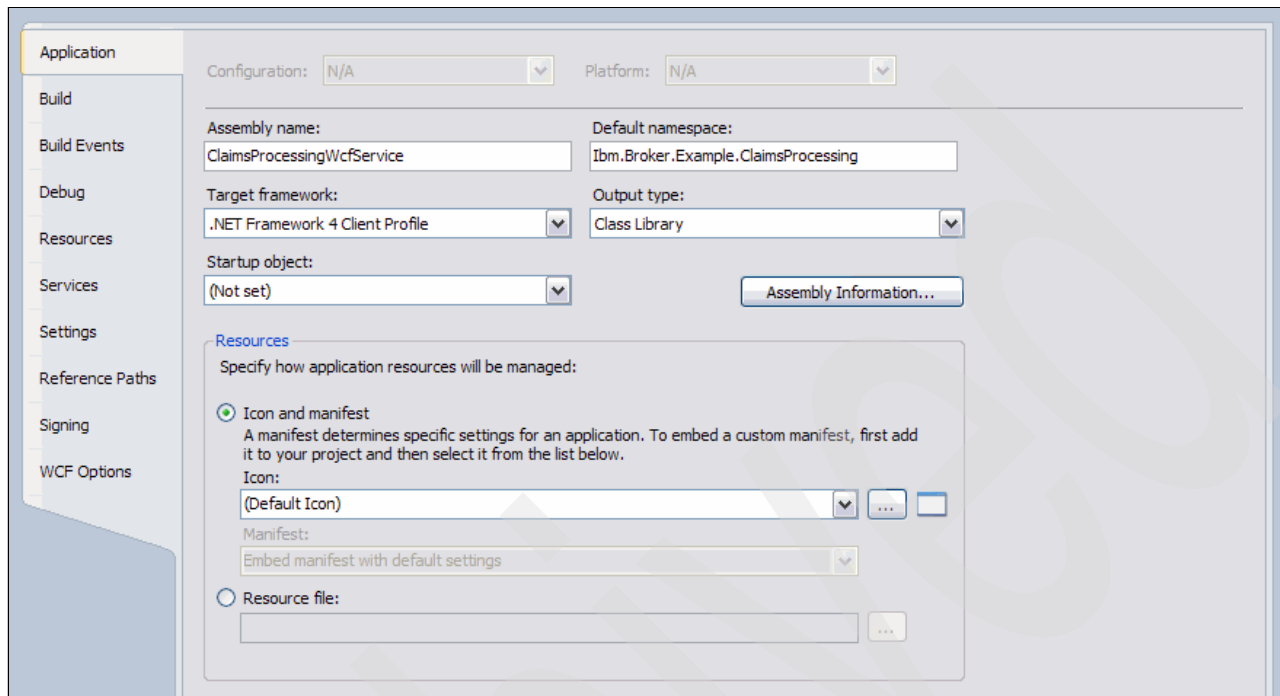 Application
Build
Build Events
Debug
Resources
Services
Settings
Reference Paths
Signing
WCF Options
Configuration: N/A Platform: N/A
Assembly name: Default namespace:
ClaimsProcessingWcfService Ibm.Broker.Example.ClaimsProcessing
Target framework: Output type:
.NET Framework 4 Client Profile Class Library
Startup object:
(Not set) Assembly Information...
Resources
Specify how application resources will be managed:
Icon and manifest
A manifest determines specific settings for an application. To embed a custom manifest, first add
it to your project and then select it from the list below.
Icon:
(Default Icon) ...
Manifest:
Embed manifest with default settings
Resource file:
...